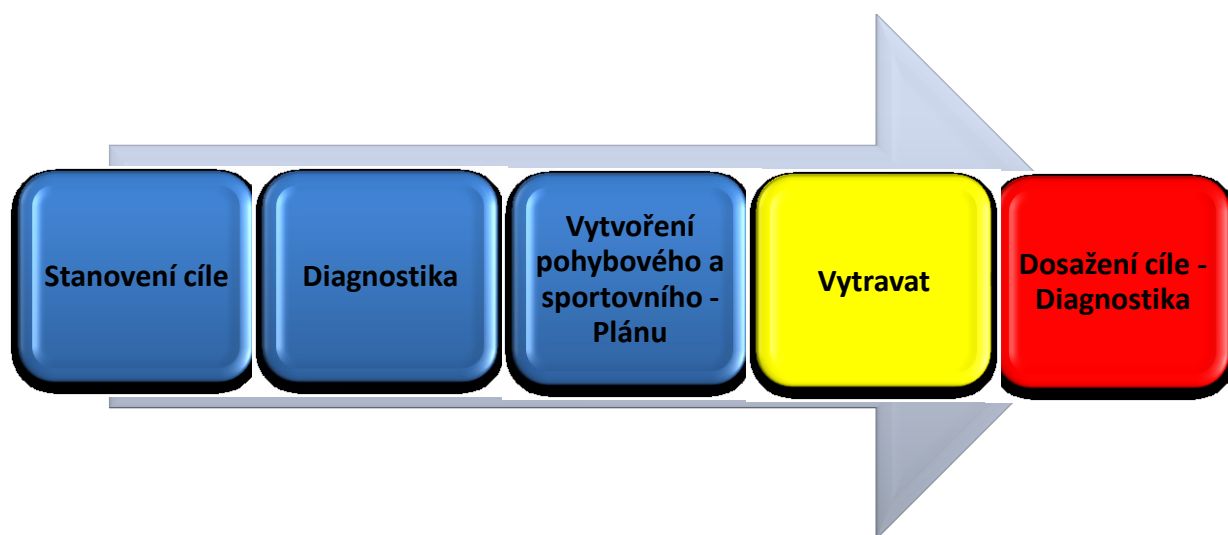 Stanovení cíle
Diagnostika
Vytvoření
pohybového a
sportovního -
Plánu
Vytravat
Dosažení cíle -
Diagnostika